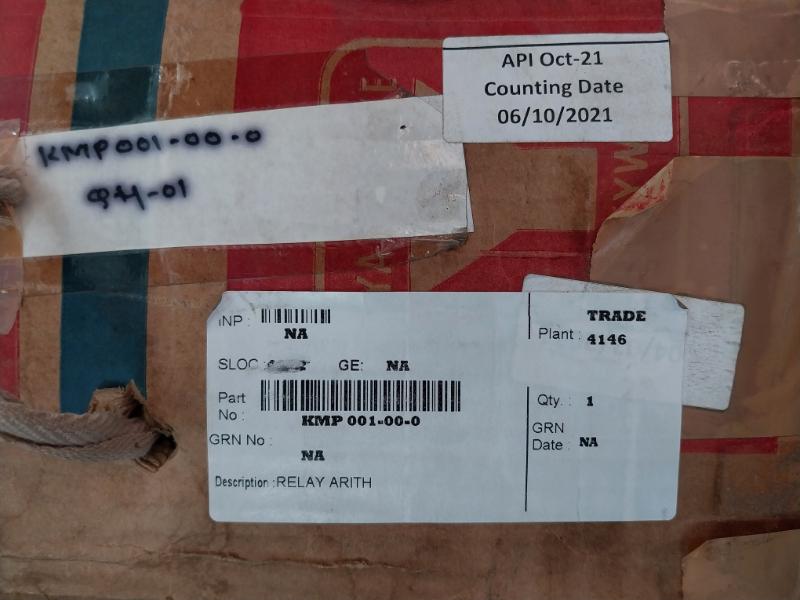 API Oct-21
Counting Date
06/10/2021
KMP001-00-0
qty-01
INP :
NA
TRADE
Plant : 4146
SLOC : GE: NA
Part No :
KMP 001-00-0
Qty. : 1
GRN No :
NA
GRN Date : NA
Description : RELAY ARITH